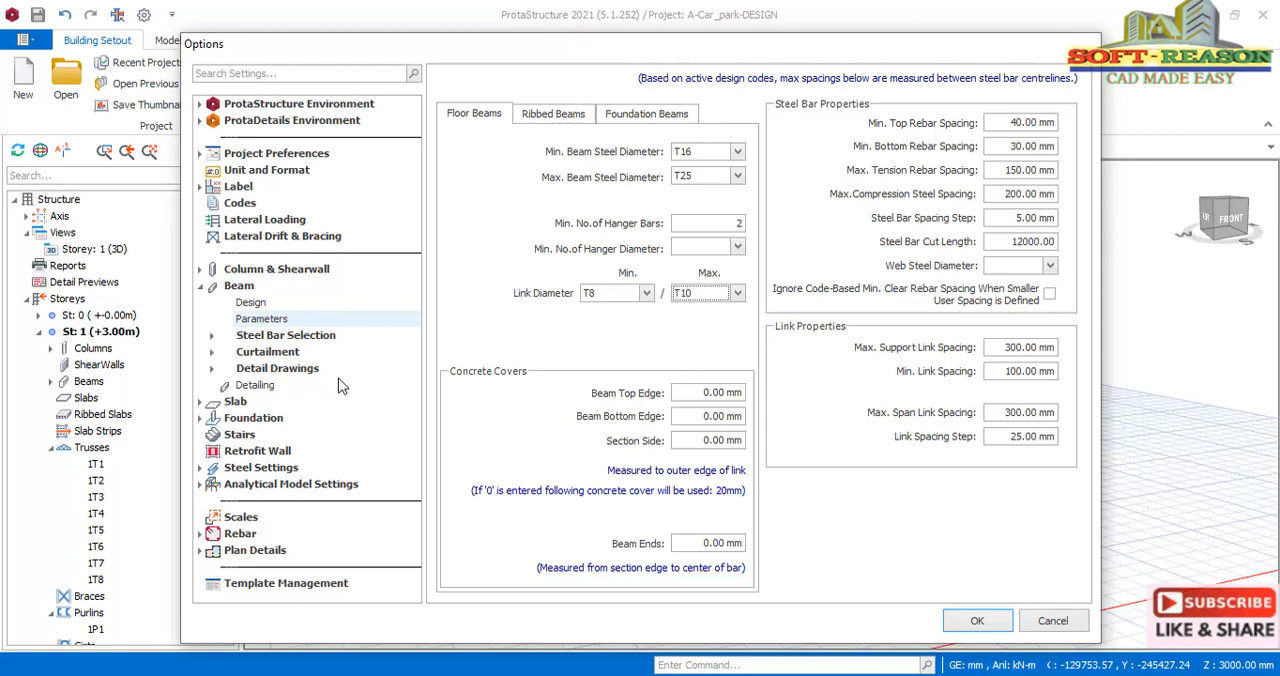 ProtaStructure 2021 (5.1.252) / Project: A-Car_park-DESIGN
Building Setout
Mode
New
Open
Recent Projects
Open Previous
Save Thumbna
Project
Search...
Structure
Axis
Views
Storey: 1 (3D)
Reports
Detail Previews
Storeys
St: 0 ( +-0.00m)
St: 1 (+3.00m)
Columns
ShearWalls
Beams
Slabs
Ribbed Slabs
Slab Strips
Trusses
1T1
1T2
1T3
1T4
1T5
1T6
1T7
1T8
Braces
Purlins
1P1
Options
Search Settings...
ProtaStructure Environment
ProtaDetails Environment
Project Preferences
Unit and Format
Label
Codes
Lateral Loading
Lateral Drift & Bracing
Column & Shearwall
Beam
Design
Parameters
Steel Bar Selection
Curtailment
Detail Drawings
Detailing
Slab
Foundation
Stairs
Retrofit Wall
Steel Settings
Analytical Model Settings
Scales
Rebar
Plan Details
Template Management
(Based on active design codes, max spacings below are measured between steel bar centrelines.)
Floor Beams
Ribbed Beams
Foundation Beams
Min. Beam Steel Diameter: T16
Max. Beam Steel Diameter: T25
Min. No.of Hanger Bars: 2
Min. No.of Hanger Diameter:
Min. Max.
Link Diameter T8 / T10
Concrete Covers
Beam Top Edge: 0.00 mm
Beam Bottom Edge: 0.00 mm
Section Side: 0.00 mm
Measured to outer edge of link
(If '0' is entered following concrete cover will be used: 20mm)
Beam Ends: 0.00 mm
(Measured from section edge to center of bar)
Steel Bar Properties
Min. Top Rebar Spacing: 40.00 mm
Min. Bottom Rebar Spacing: 30.00 mm
Max. Tension Rebar Spacing: 150.00 mm
Max.Compression Steel Spacing: 200.00 mm
Steel Bar Spacing Step: 5.00 mm
Steel Bar Cut Length: 12000.00
Web Steel Diameter:
Ignore Code-Based Min. Clear Rebar Spacing When Smaller
User Spacing is Defined
Link Properties
Max. Support Link Spacing: 300.00 mm
Min. Link Spacing: 100.00 mm
Max. Span Link Spacing: 300.00 mm
Link Spacing Step: 25.00 mm
OK
Cancel
SOFT-REASON
CAD MADE EASY
FRONT
SUBSCRIBE
LIKE & SHARE
Enter Command...
GE: mm , Anl: kN-m
: -129753.57 , Y : -245427.24
Z : 3000.00 mm